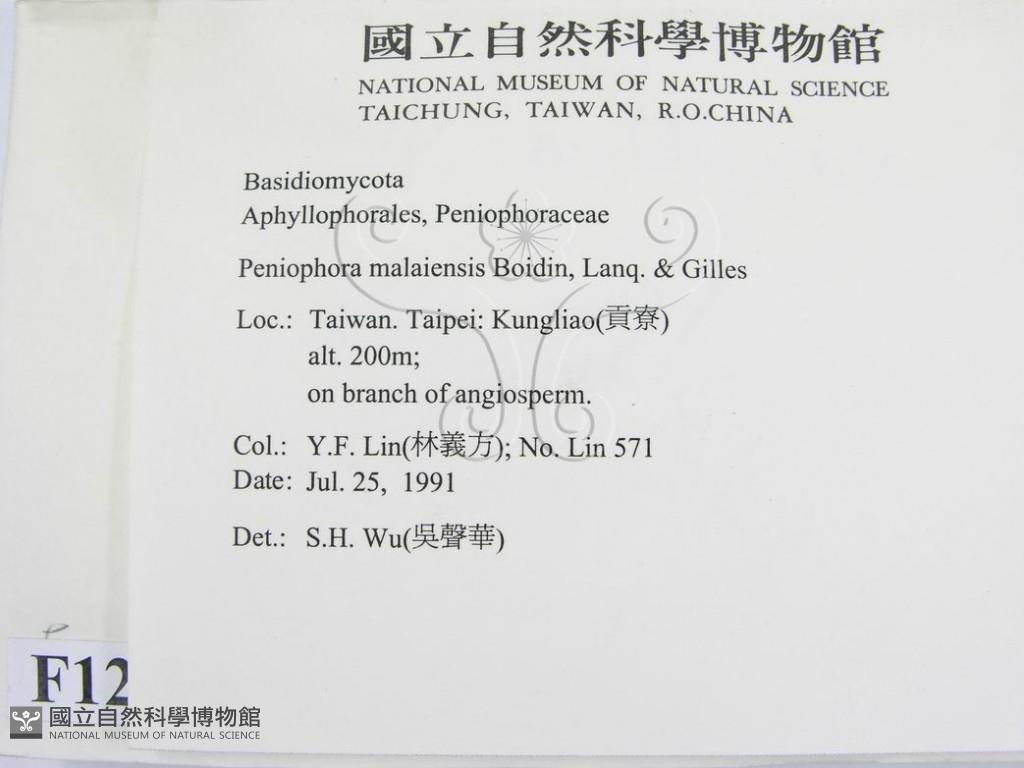 國立自然科學博物館
NATIONAL MUSEUM OF NATURAL SCIENCE
TAICHUNG, TAIWAN, R.O.CHINA
Basidiomycota
Aphyllophorales, Peniophoraceae
Peniophora malaiensis Boidin, Lanq. & Gilles
Loc.: Taiwan. Taipei: Kungliao(貢寮)
alt. 200m;
on branch of angiosperm.
Col.: Y.F. Lin(林義方); No. Lin 571
Date: Jul. 25, 1991
Det.: S.H. Wu(吳聲華)
F12
國立自然科學博物館
NATIONAL MUSEUM OF NATURAL SCIENCE